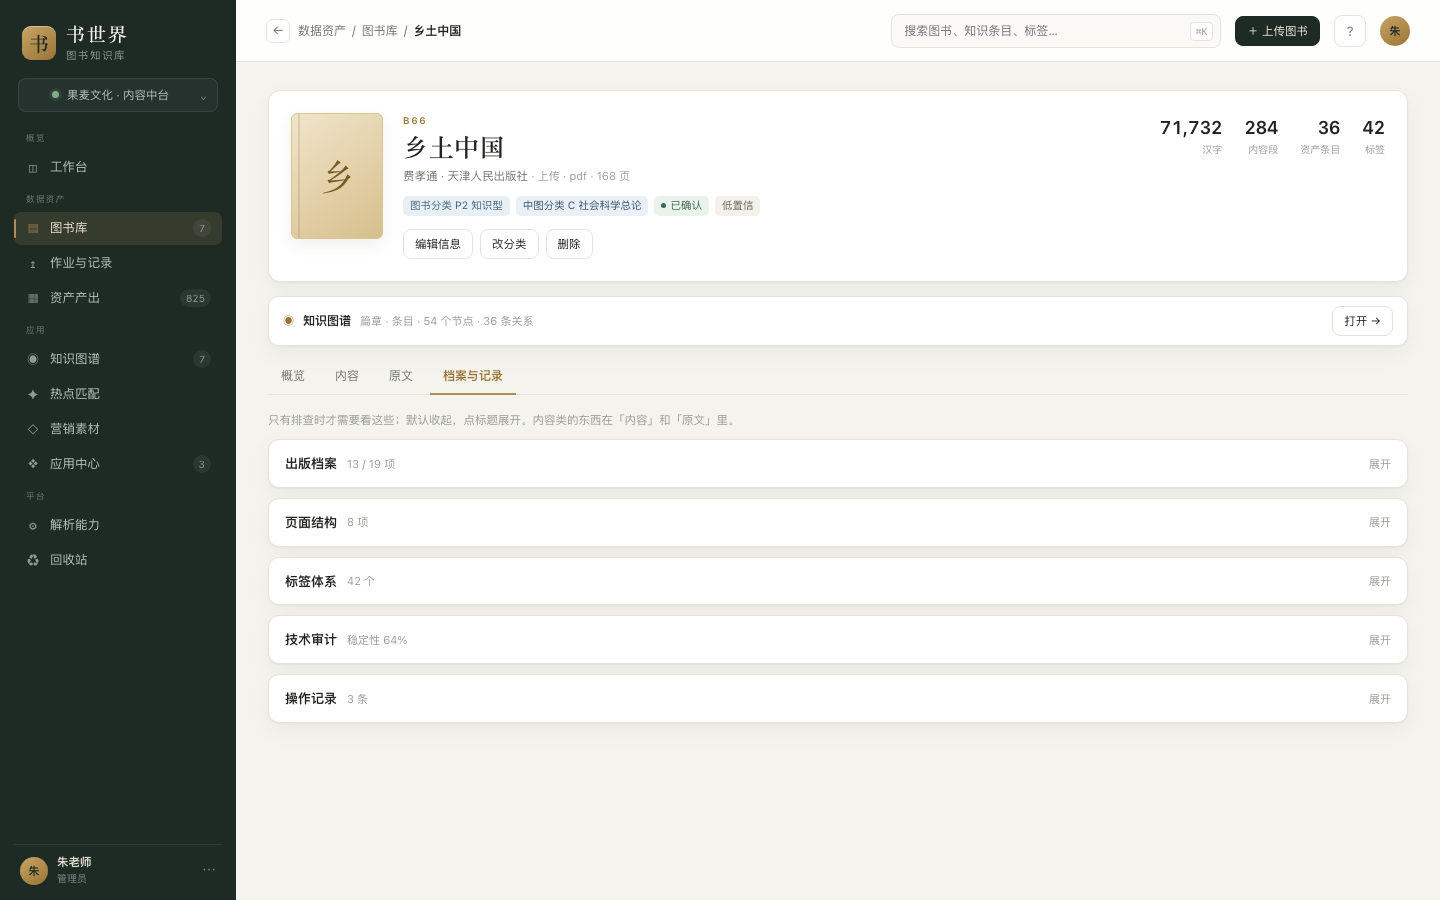 书
书世界
图书知识库
果麦文化 · 内容中台
概览
工作台
数据资产
图书库 7
作业与记录
资产产出 825
应用
知识图谱 7
热点匹配
营销素材
应用中心 3
平台
解析能力
回收站
朱
朱老师
管理员
···
← 数据资产 / 图书库 / 乡土中国
搜索图书、知识条目、标签... ⌘K
+ 上传图书
?
朱
乡
B66
乡土中国
费孝通 · 天津人民出版社 · 上传 · pdf · 168 页
图书分类 P2 知识型 中图分类 C 社会科学总论 已确认 低置信
编辑信息 改分类 删除
71,732 284 36 42
汉字 内容段 资产条目 标签
知识图谱 篇章 · 条目 · 54 个节点 · 36 条关系
打开 →
概览 内容 原文 档案与记录
只有排查时才需要看这些；默认收起，点标题展开。内容类的东西在「内容」和「原文」里。
出版档案 13 / 19 项 展开
页面结构 8 项 展开
标签体系 42 个 展开
技术审计 稳定性 64% 展开
操作记录 3 条 展开